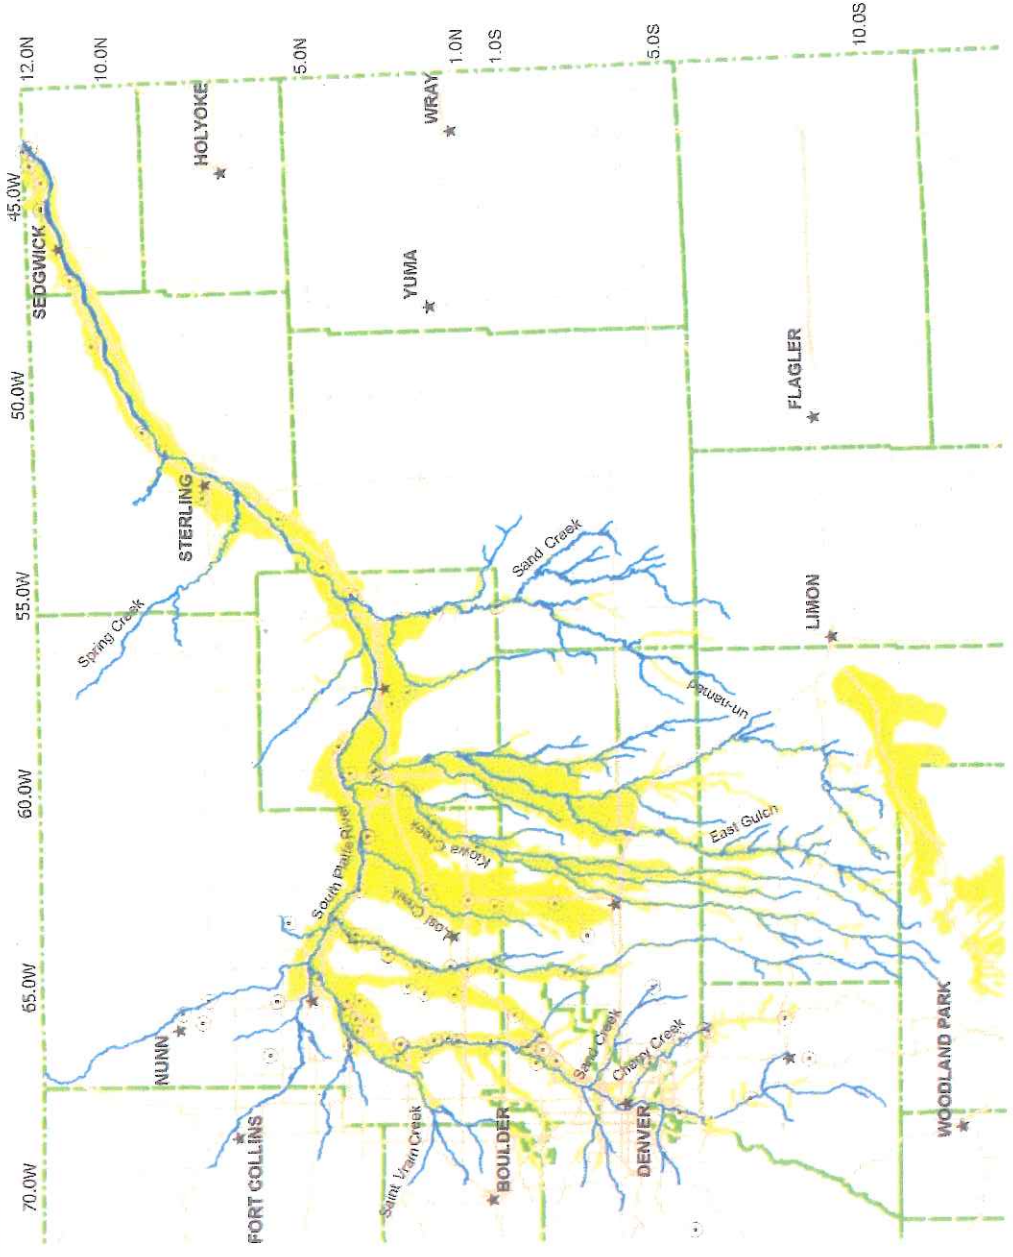 12.0N
10.0N
5.0N
1.0N
1.0S
5.0S
10.0S
45.0W
50.0W
55.0W
60.0W
65.0W
70.0W
SEDGWICK
HOLYOKE
WRAY
YUMA
STERLING
FLAGLER
LIMON
Spring Creek
Sand Creek
un-named
East Gulch
Kiowa Creek
Lost Creek
South Platte River
NUNN
FORT COLLINS
Saint Vrain Creek
BOULDER
DENVER
Sand Creek
Cherry Creek
WOODLAND PARK